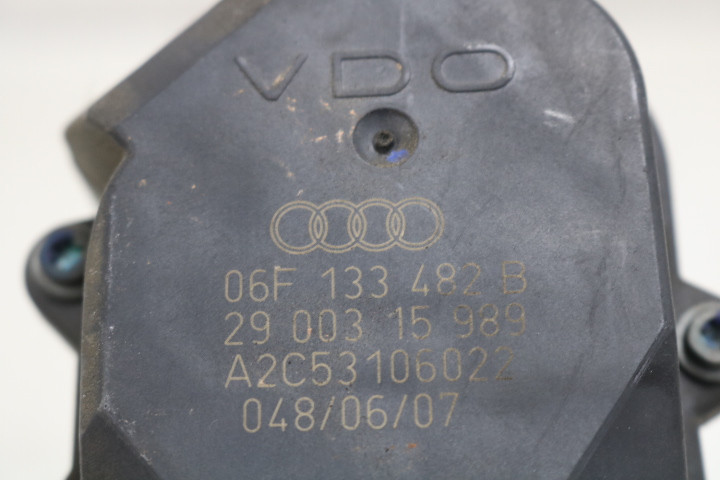 VDO
06F 133 482 B
29 003 15 989
A2C53106022
048/06/07